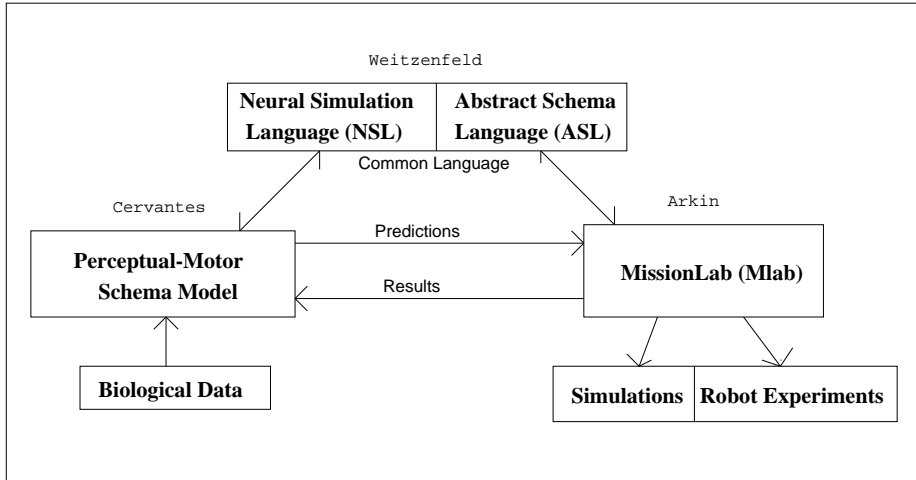 Weitzenfeld
Neural Simulation
Language (NSL)
Abstract Schema
Language (ASL)
Common Language
Cervantes
Arkin
Perceptual-Motor
Schema Model
Predictions
Results
MissionLab (Mlab)
Biological Data
Simulations
Robot Experiments